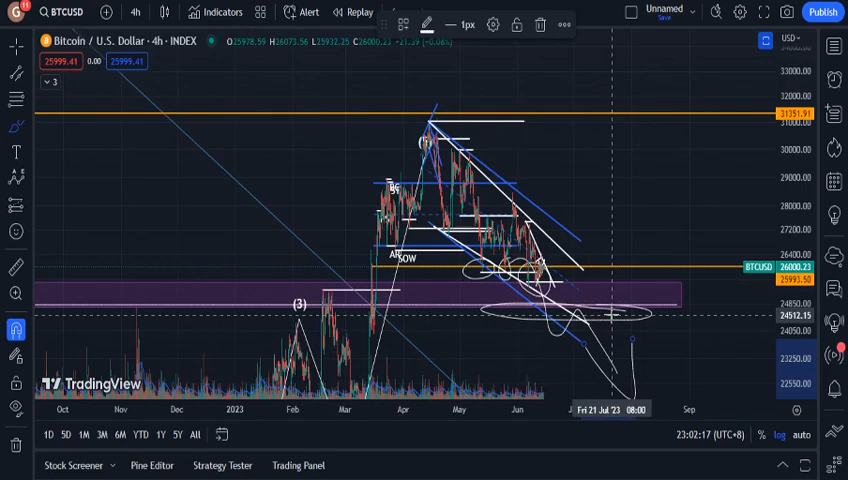 G 11 BTCUSD 4h Indicators Alert Replay 1px Unnamed Save Publish
Bitcoin / U.S. Dollar · 4h · INDEX O25978.59 H26073.56 L25932.25 C26000.23 +21.39 (+0.08%)
USD
25999.41 0.00 25999.41
3
34000.00
33000.00
32000.00
31351.91
31000.00
29000.00
28000.00
27200.00
AR
SOW
26400.00
BTCUSD 26000.23
25993.50
(3)
24850.00
24512.15
24050.00
23250.00
22550.00
TradingView
Oct Nov Dec 2023 Feb Mar Apr May Jun Fri 21 Jul '23 08:00 Sep
1D 5D 1M 3M 6M YTD 1Y 5Y All 23:02:17 (UTC+8) % log auto
Stock Screener Pine Editor Strategy Tester Trading Panel